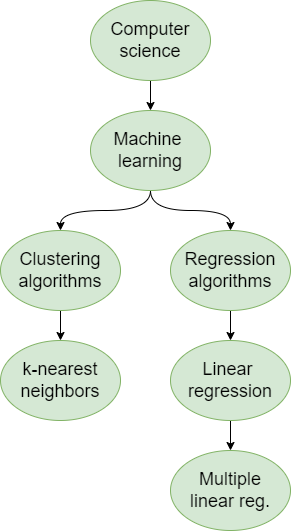 Computer
science
Machine
learning
Clustering
algorithms
Regression
algorithms
k-nearest
neighbors
Linear
regression
Multiple
linear reg.